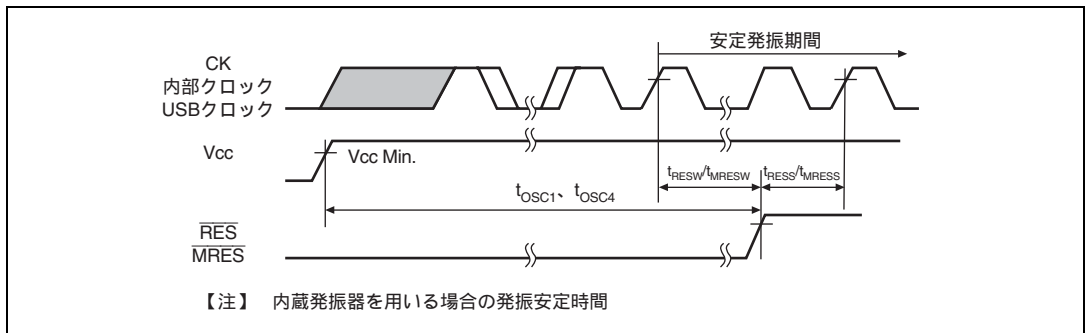 安定発振期間
CK
内部クロック
USBクロック
Vcc
Vcc Min.
tRESW/tMRESW
tRESS/tMRESS
tOSC1、tOSC4
RES
MRES
【注】 内蔵発振器を用いる場合の発振安定時間